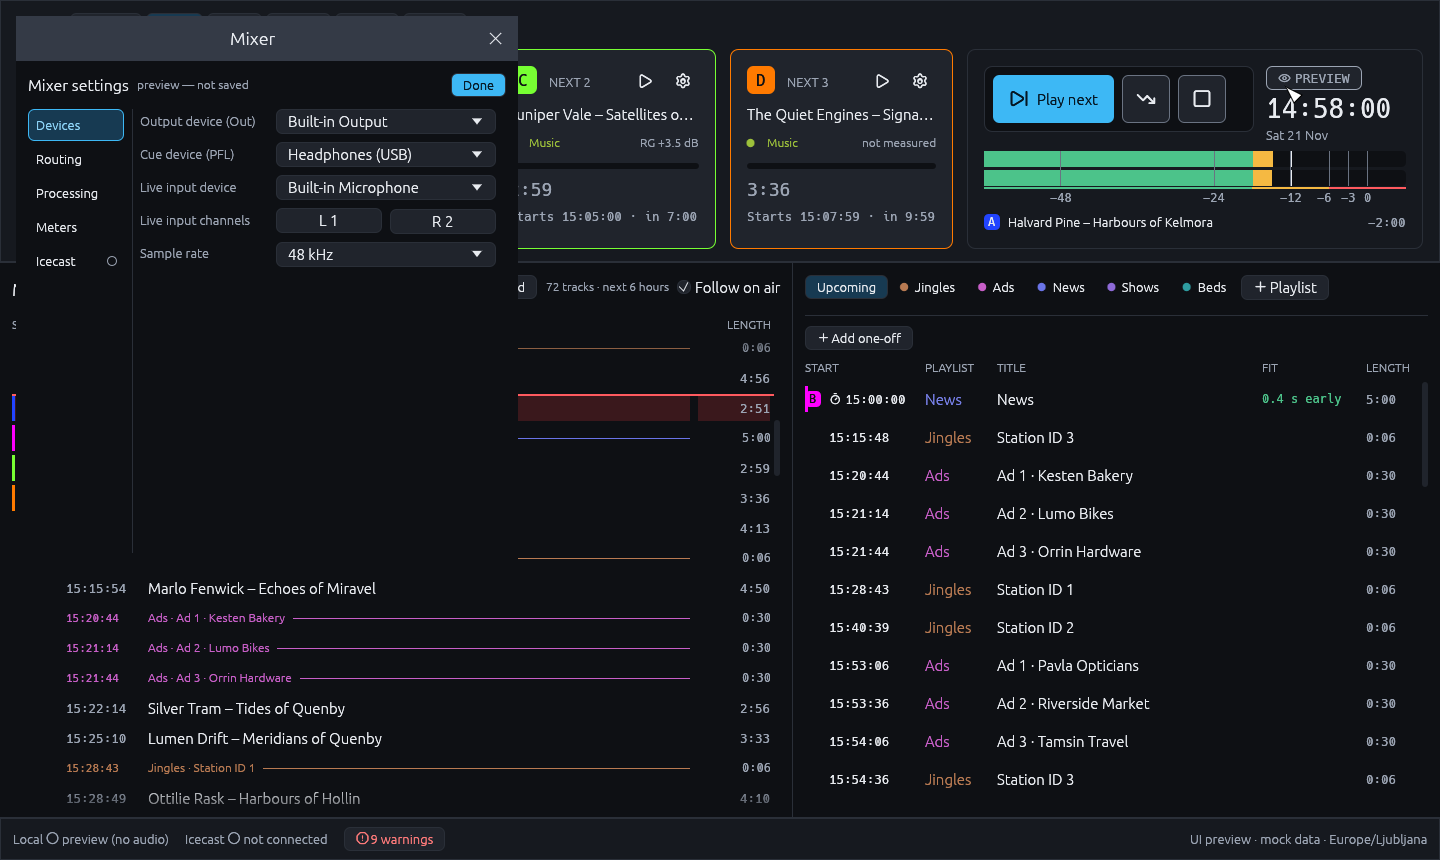 Mixer
Mixer settings preview — not saved Done
Devices
Routing
Processing
Meters
Icecast
Output device (Out) Built-in Output
Cue device (PFL) Headphones (USB)
Live input device Built-in Microphone
Live input channels L 1 R 2
Sample rate 48 kHz
C NEXT 2
uniper Vale – Satellites o…
Music RG +3.5 dB
:59
tarts 15:05:00 · in 7:00
D NEXT 3
The Quiet Engines – Signa…
Music not measured
3:36
Starts 15:07:59 · in 9:59
Play next
PREVIEW
14:58:00
Sat 21 Nov
−48 −24 −12 −6 −3 0
A Halvard Pine – Harbours of Kelmora −2:00
d 72 tracks · next 6 hours Follow on air
LENGTH
0:06
4:56
2:51
5:00
2:59
3:36
4:13
0:06
15:15:54 Marlo Fenwick – Echoes of Miravel 4:50
15:20:44 Ads · Ad 1 · Kesten Bakery 0:30
15:21:14 Ads · Ad 2 · Lumo Bikes 0:30
15:21:44 Ads · Ad 3 · Orrin Hardware 0:30
15:22:14 Silver Tram – Tides of Quenby 2:56
15:25:10 Lumen Drift – Meridians of Quenby 3:33
15:28:43 Jingles · Station ID 1 0:06
15:28:49 Ottilie Rask – Harbours of Hollin 4:10
Upcoming Jingles Ads News Shows Beds + Playlist
+ Add one-off
START PLAYLIST TITLE FIT LENGTH
B 15:00:00 News News 0.4 s early 5:00
15:15:48 Jingles Station ID 3 0:06
15:20:44 Ads Ad 1 · Kesten Bakery 0:30
15:21:14 Ads Ad 2 · Lumo Bikes 0:30
15:21:44 Ads Ad 3 · Orrin Hardware 0:30
15:28:43 Jingles Station ID 1 0:06
15:40:39 Jingles Station ID 2 0:06
15:53:06 Ads Ad 1 · Pavla Opticians 0:30
15:53:36 Ads Ad 2 · Riverside Market 0:30
15:54:06 Ads Ad 3 · Tamsin Travel 0:30
15:54:36 Jingles Station ID 3 0:06
Local preview (no audio) Icecast not connected 9 warnings
UI preview · mock data · Europe/Ljubljana